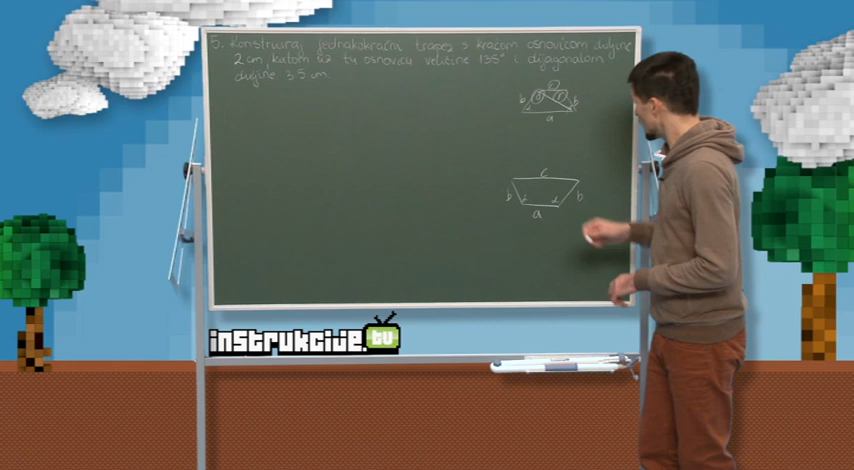 5. Konstruiraj jednakokračni trapez s kraćom osnovicom duljine
2 cm, kutom uz tu osnovicu veličine 135° i dijagonalom
duljine 3.5 cm.
c
b b
a
c
b b
a
instrukcije.tv